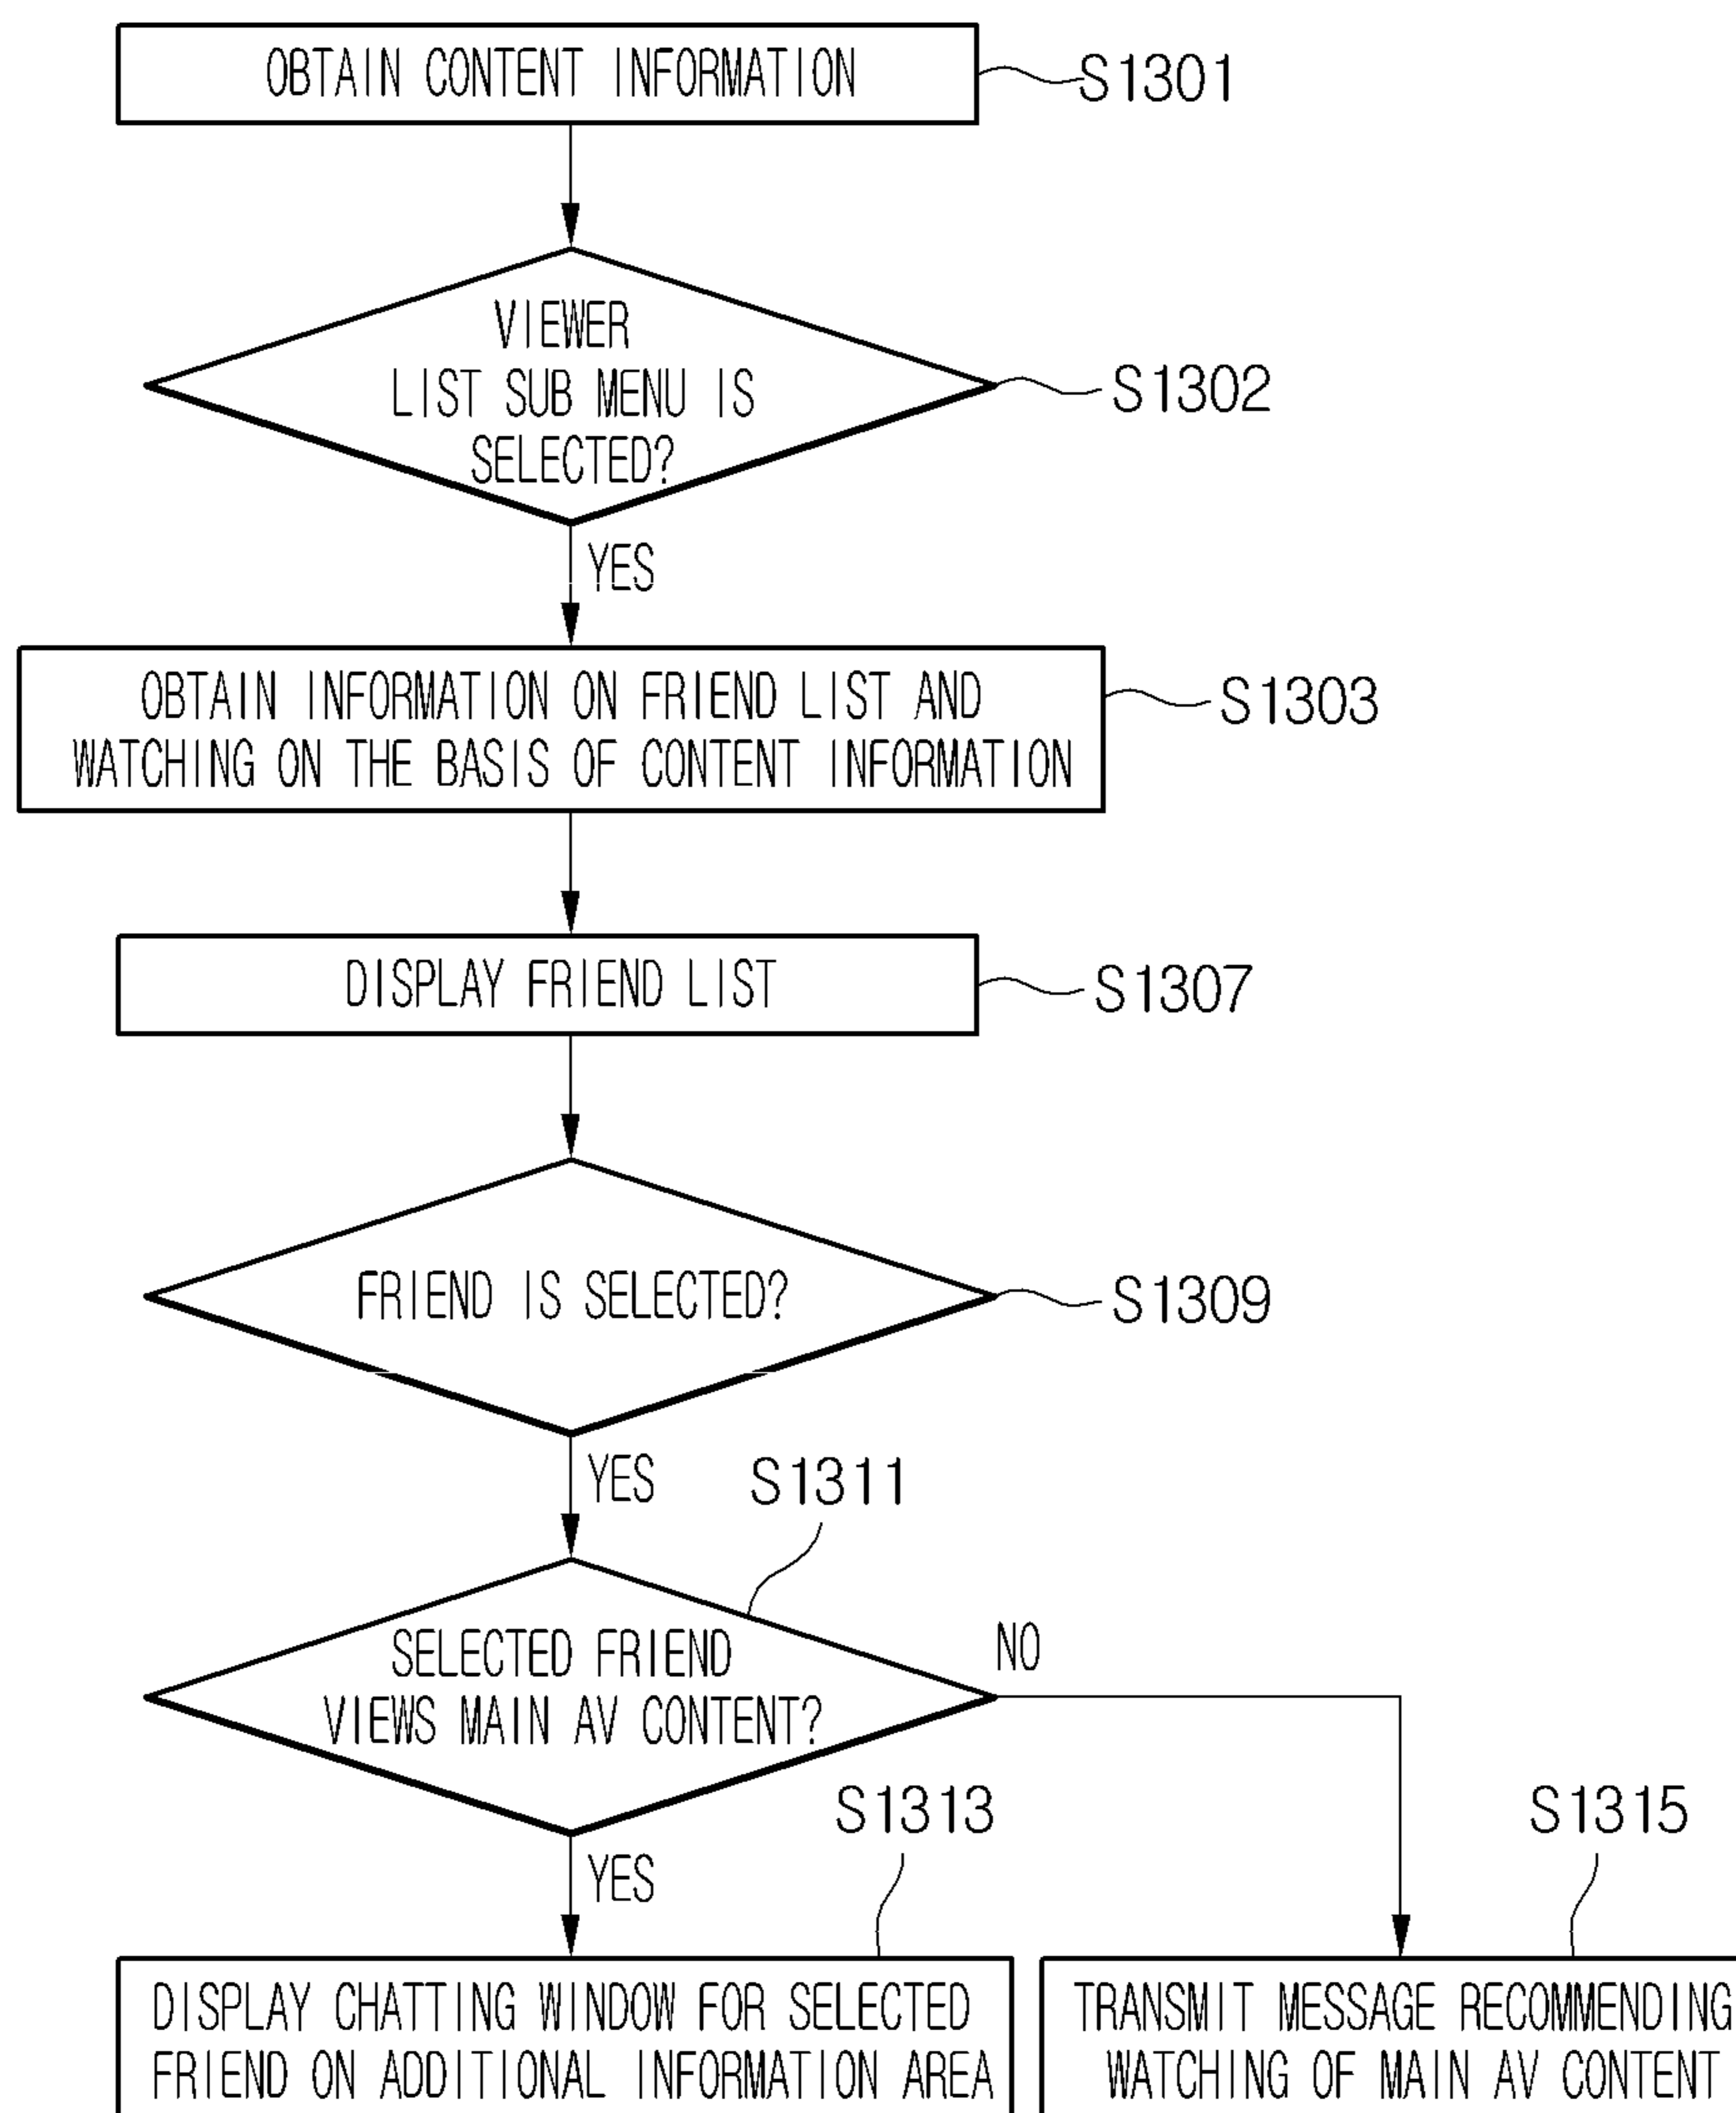 OBTAIN CONTENT INFORMATION
S1301
VIEWER
LIST SUB MENU IS
SELECTED?
S1302
YES
OBTAIN INFORMATION ON FRIEND LIST AND
WATCHING ON THE BASIS OF CONTENT INFORMATION
S1303
DISPLAY FRIEND LIST
S1307
FRIEND IS SELECTED?
S1309
YES
S1311
SELECTED FRIEND
VIEWS MAIN AV CONTENT?
NO
YES
S1313
S1315
DISPLAY CHATTING WINDOW FOR SELECTED
FRIEND ON ADDITIONAL INFORMATION AREA
TRANSMIT MESSAGE RECOMMENDING
WATCHING OF MAIN AV CONTENT